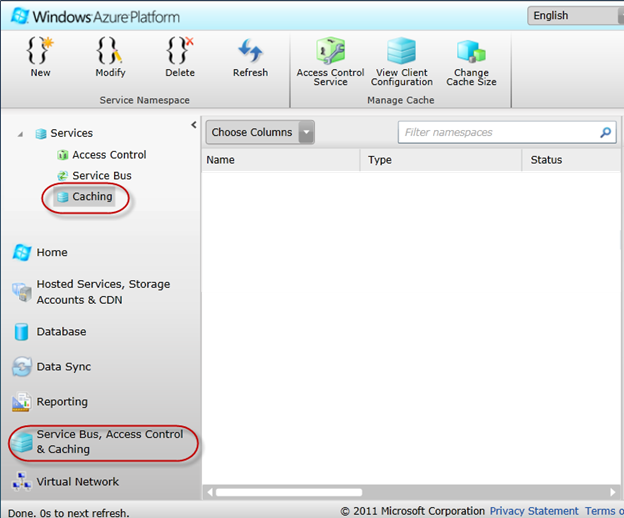 Windows Azure Platform
English
New
Modify
Delete
Refresh
Access Control
Service
View Client
Configuration
Change
Cache Size
Service Namespace
Manage Cache
Services
Access Control
Service Bus
Caching
Choose Columns
Filter namespaces
Name
Type
Status
Home
Hosted Services, Storage
Accounts & CDN
Database
Data Sync
Reporting
Service Bus, Access Control
& Caching
Virtual Network
Done. 0s to next refresh.
© 2011 Microsoft Corporation Privacy Statement Terms o